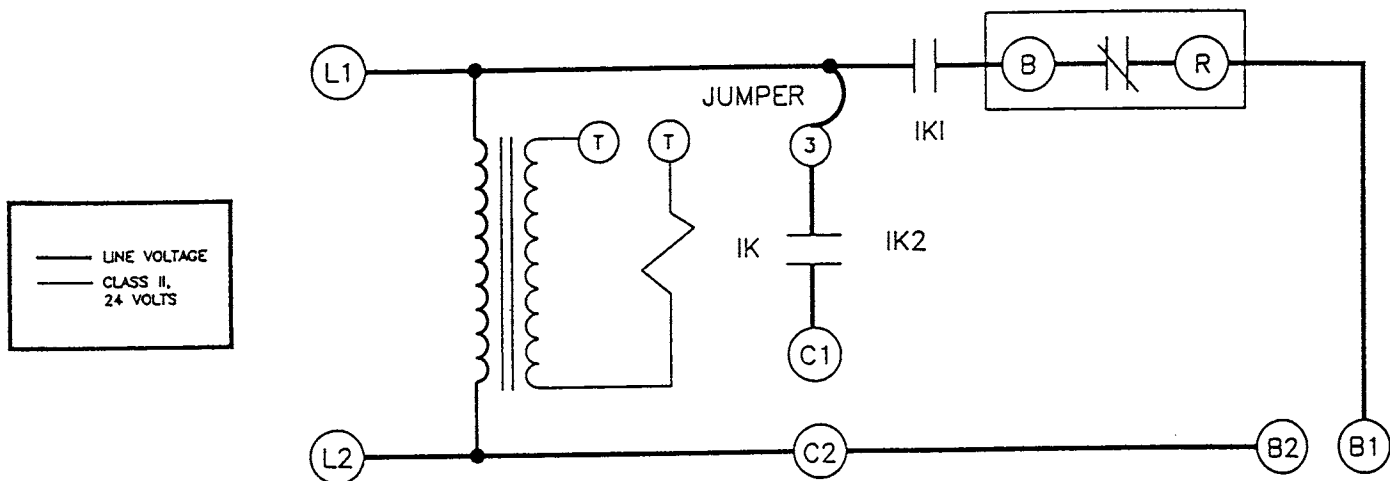 L1
B
R
JUMPER
IK1
T
T
3
LINE VOLTAGE
CLASS II,
24 VOLTS
IK
IK2
C1
L2
C2
B2
B1